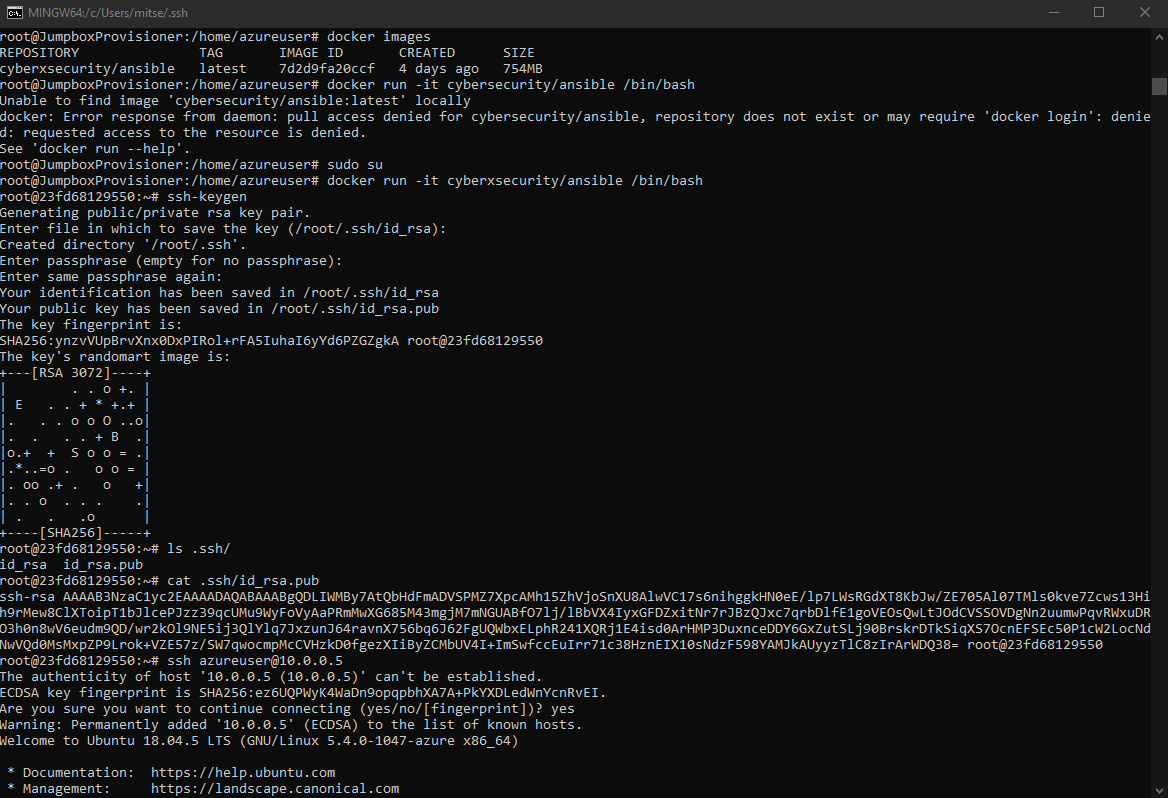 MINGW64:/c/Users/mitse/.ssh
root@JumpboxProvisioner:/home/azureuser# docker images
REPOSITORY               TAG       IMAGE ID       CREATED      SIZE
cyberxsecurity/ansible   latest    7d2d9fa20ccf   4 days ago   754MB
root@JumpboxProvisioner:/home/azureuser# docker run -it cybersecurity/ansible /bin/bash
Unable to find image 'cybersecurity/ansible:latest' locally
docker: Error response from daemon: pull access denied for cybersecurity/ansible, repository does not exist or may require 'docker login': denie
d: requested access to the resource is denied.
See 'docker run --help'.
root@JumpboxProvisioner:/home/azureuser# sudo su
root@JumpboxProvisioner:/home/azureuser# docker run -it cyberxsecurity/ansible /bin/bash
root@23fd68129550:~# ssh-keygen
Generating public/private rsa key pair.
Enter file in which to save the key (/root/.ssh/id_rsa):
Created directory '/root/.ssh'.
Enter passphrase (empty for no passphrase):
Enter same passphrase again:
Your identification has been saved in /root/.ssh/id_rsa
Your public key has been saved in /root/.ssh/id_rsa.pub
The key fingerprint is:
SHA256:ynzvVUpBrvXnx0DxPIRol+rFA5IuhaI6yYd6PZGZgkA root@23fd68129550
The key's randomart image is:
+---[RSA 3072]----+
|        . . o +. |
| E   . . + * +.+ |
|.   . . o o O ..o|
|.  .   . . + B  .|
|o.+  +  S o o = .|
|.*..=o .   o o = |
|. oo .+ .   o   +|
|. . o  . . .    .|
| .   .   .o      |
+----[SHA256]-----+
root@23fd68129550:~# ls .ssh/
id_rsa  id_rsa.pub
root@23fd68129550:~# cat .ssh/id_rsa.pub
ssh-rsa AAAAB3NzaC1yc2EAAAADAQABAAABgQDLIWMBy7AtQbHdFmADVSPMZ7XpcAMh15ZhVjoSnXU8AlwVC17s6nihggkHN0eE/lp7LWsRGdXT8KbJw/ZE705Al07TMls0kve7Zcws13Hi
h9rMew8ClXToipT1bJlcePJzz39qcUMu9WyFoVyAaPRmMwXG685M43mgjM7mNGUABfO7lj/lBbVX4IyxGFDZxitNr7rJBzQJxc7qrbDlfE1goVEOsQwLtJOdCVSSOVDgNn2uumwPqvRWxuDR
O3h0n8wV6eudm9QD/wr2kOl9NE5ij3QlYlq7JxzunJ64ravnX756bq6J62FgUQWbxELphR241XQRj1E4isd0ArHMP3DuxnceDDY6GxZutSLj90BrskrDTkSiqXS7OcnEFSEc50P1cW2LocNd
NwVQd0MsMxpZP9Lrok+VZE57z/SW7qwocmpMcCVHzkD0fgezXIiByZCMbUV4I+ImSwfccEuIrr71c38HznEIX10sNdzF598YAMJkAUyyzTlC8zIrArWDQ38= root@23fd68129550
root@23fd68129550:~# ssh azureuser@10.0.0.5
The authenticity of host '10.0.0.5 (10.0.0.5)' can't be established.
ECDSA key fingerprint is SHA256:ez6UQPWyK4WaDn9opqpbhXA7A+PkYXDLedWnYcnRvEI.
Are you sure you want to continue connecting (yes/no/[fingerprint])? yes
Warning: Permanently added '10.0.0.5' (ECDSA) to the list of known hosts.
Welcome to Ubuntu 18.04.5 LTS (GNU/Linux 5.4.0-1047-azure x86_64)
 * Documentation:  https://help.ubuntu.com
 * Management:     https://landscape.canonical.com